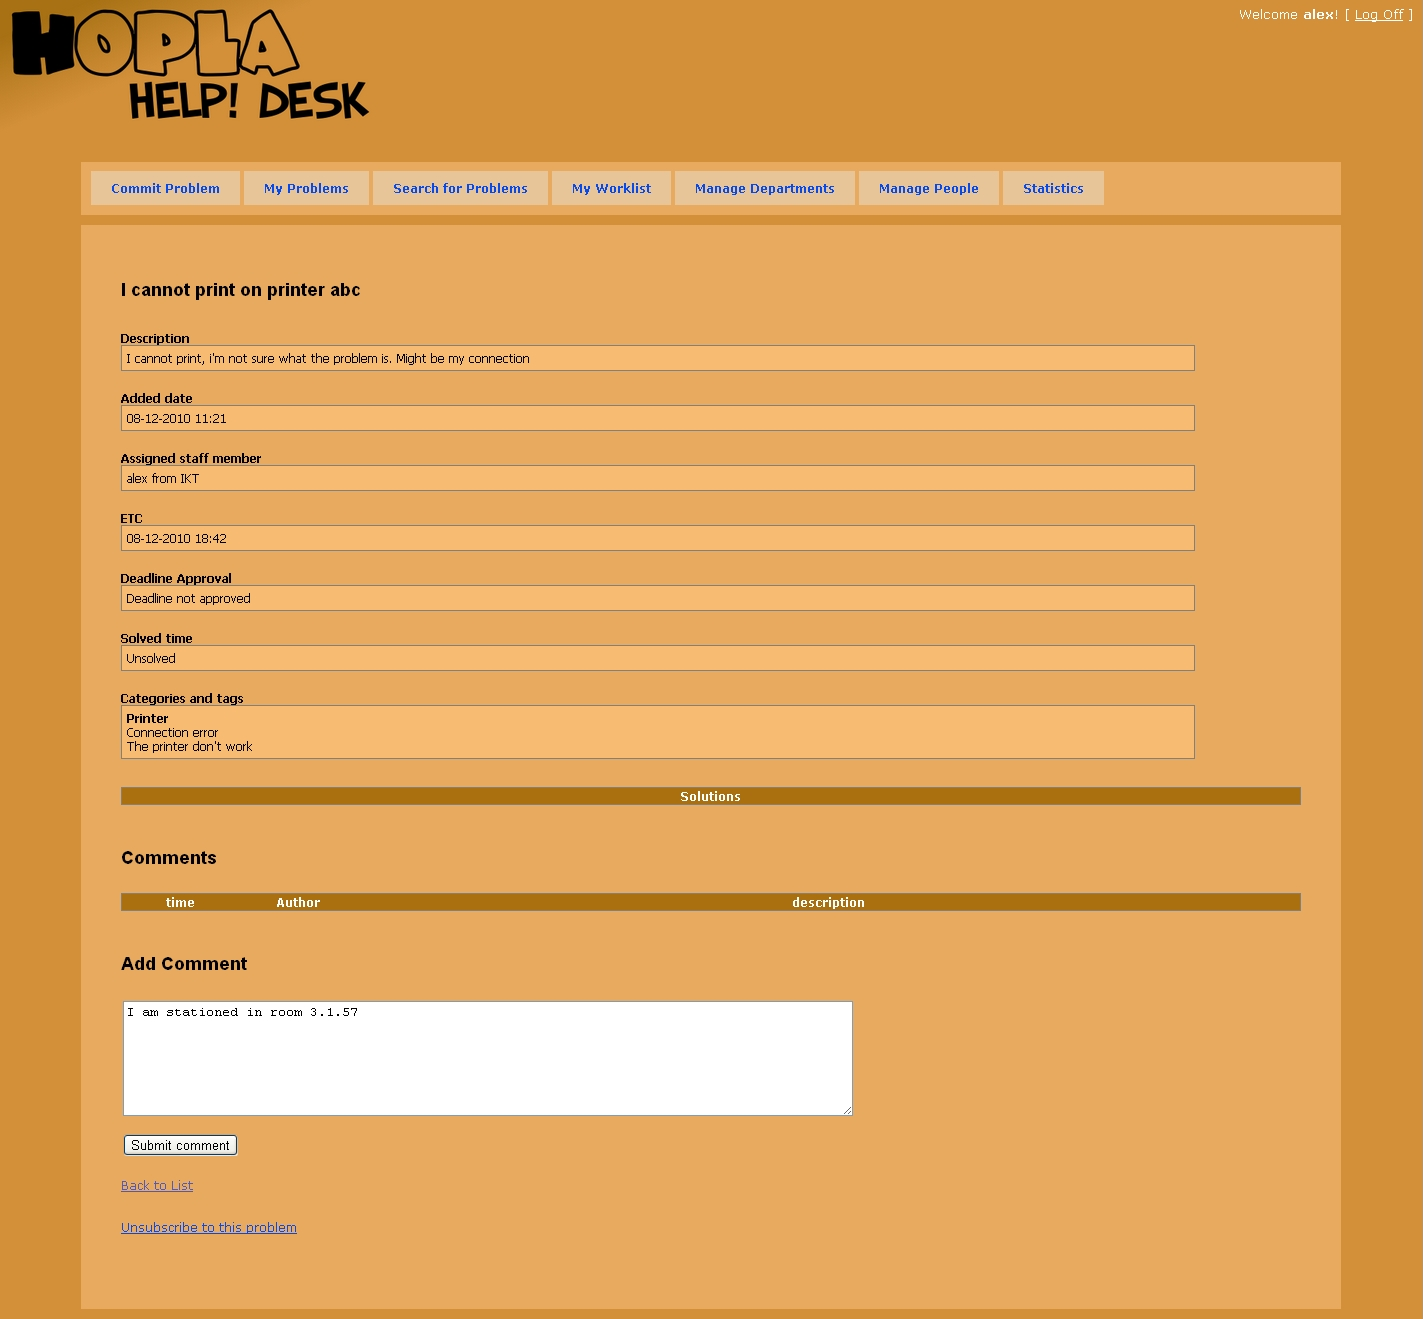 HOPLA
HELP! DESK
Welcome alex! [ Log Off ]
Commit Problem My Problems Search for Problems My Worklist Manage Departments Manage People Statistics
I cannot print on printer abc
Description
I cannot print, i'm not sure what the problem is. Might be my connection
Added date
08-12-2010 11:21
Assigned staff member
alex from IKT
ETC
08-12-2010 18:42
Deadline Approval
Deadline not approved
Solved time
Unsolved
Categories and tags
Printer
Connection error
The printer don't work
Solutions
Comments
time Author description
Add Comment
I am stationed in room 3.1.57
Submit comment
Back to List
Unsubscribe to this problem